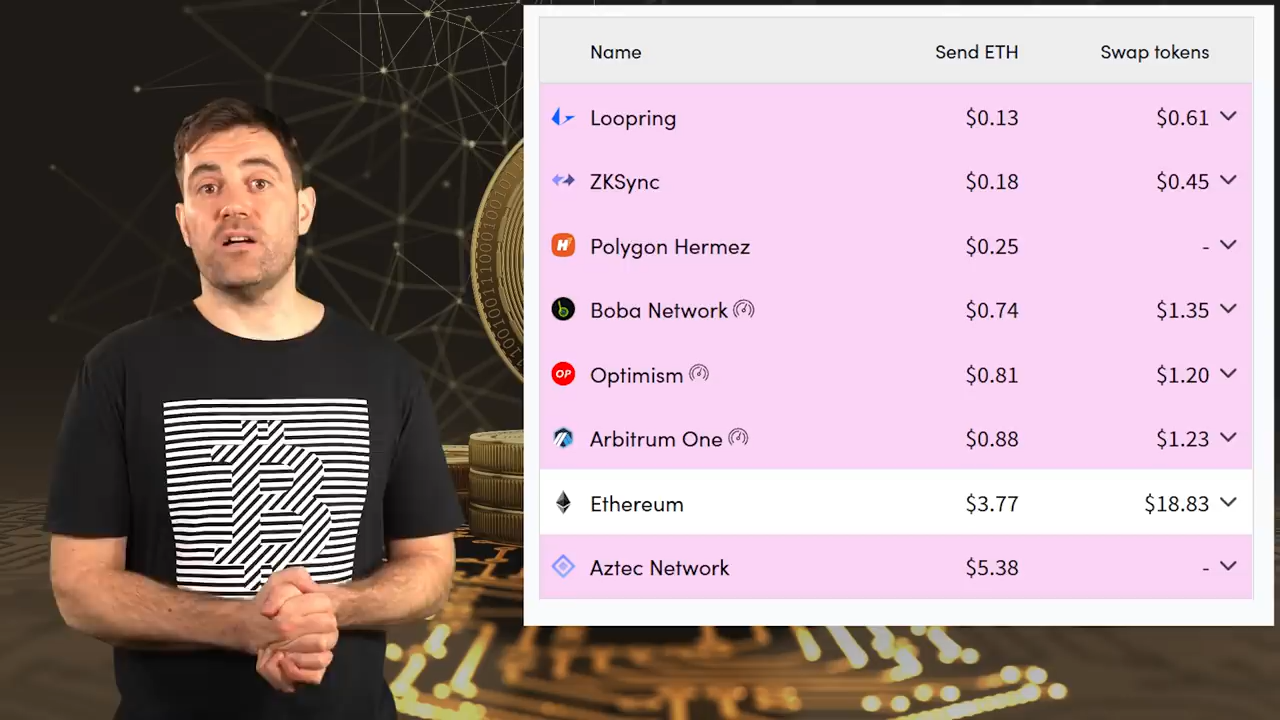 Name Send ETH Swap tokens
Loopring $0.13 $0.61
ZKSync $0.18 $0.45
H Polygon Hermez $0.25 -
Boba Network $0.74 $1.35
OP Optimism $0.81 $1.20
Arbitrum One $0.88 $1.23
Ethereum $3.77 $18.83
Aztec Network $5.38 -